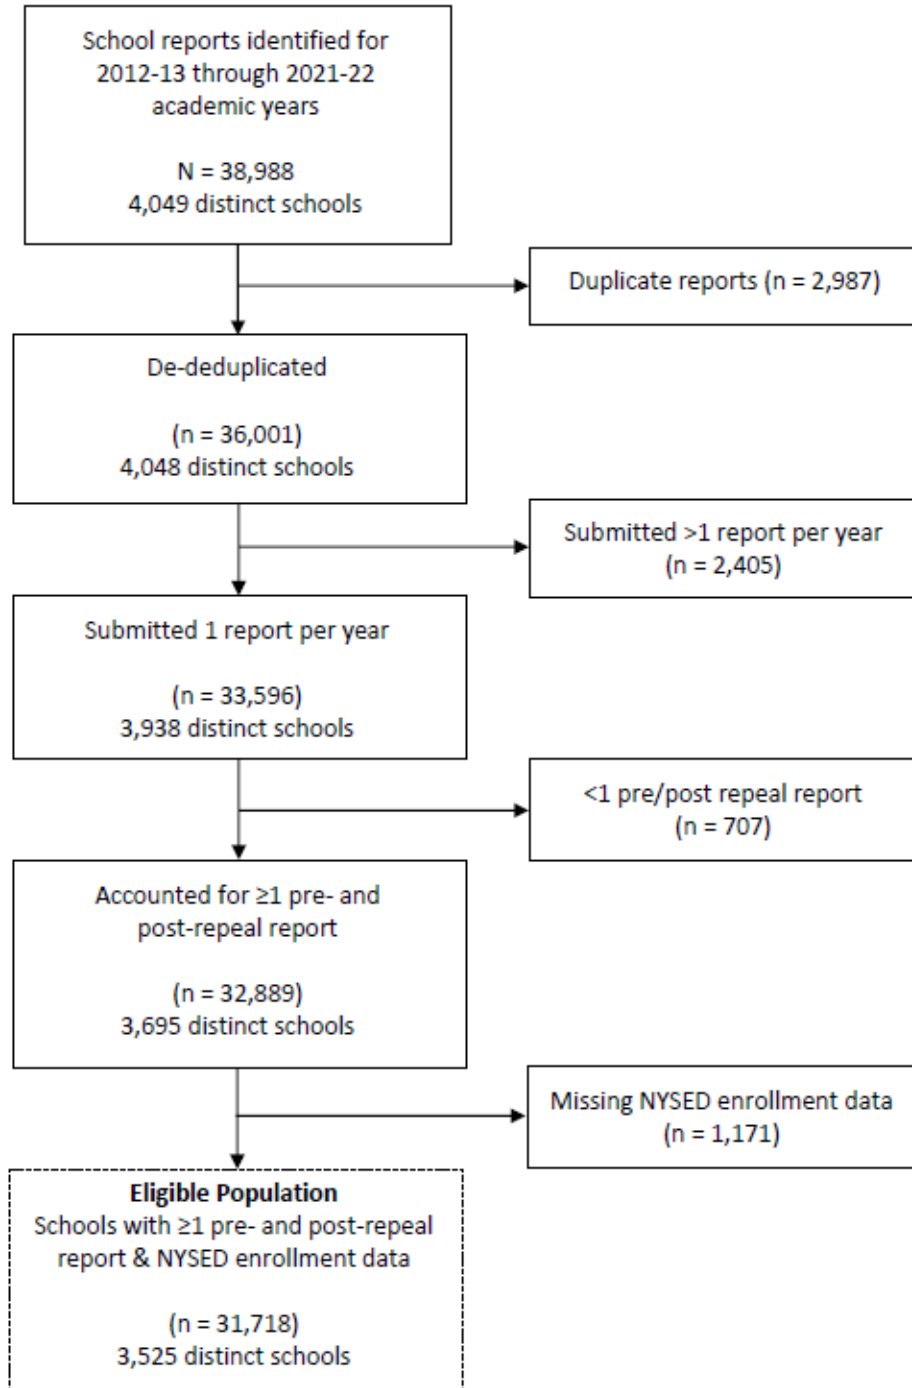 School reports identified for
2012-13 through 2021-22
academic years
N = 38,988
4,049 distinct schools
Duplicate reports (n = 2,987)
De-deduplicated
(n = 36,001)
4,048 distinct schools
Submitted >1 report per year
(n = 2,405)
Submitted 1 report per year
(n = 33,596)
3,938 distinct schools
<1 pre/post repeal report
(n = 707)
Accounted for ≥1 pre- and
post-repeal report
(n = 32,889)
3,695 distinct schools
Missing NYSED enrollment data
(n = 1,171)
Eligible Population
Schools with ≥1 pre- and post-repeal
report & NYSED enrollment data
(n = 31,718)
3,525 distinct schools